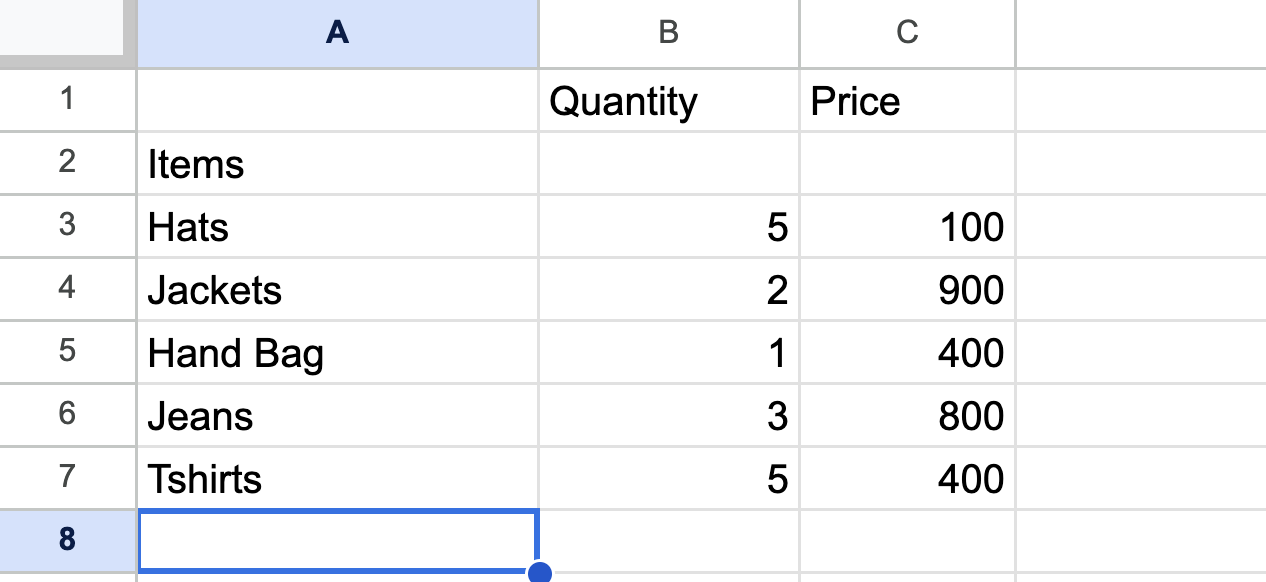 A B C
1 Quantity Price
2 Items
3 Hats 5 100
4 Jackets 2 900
5 Hand Bag 1 400
6 Jeans 3 800
7 Tshirts 5 400
8